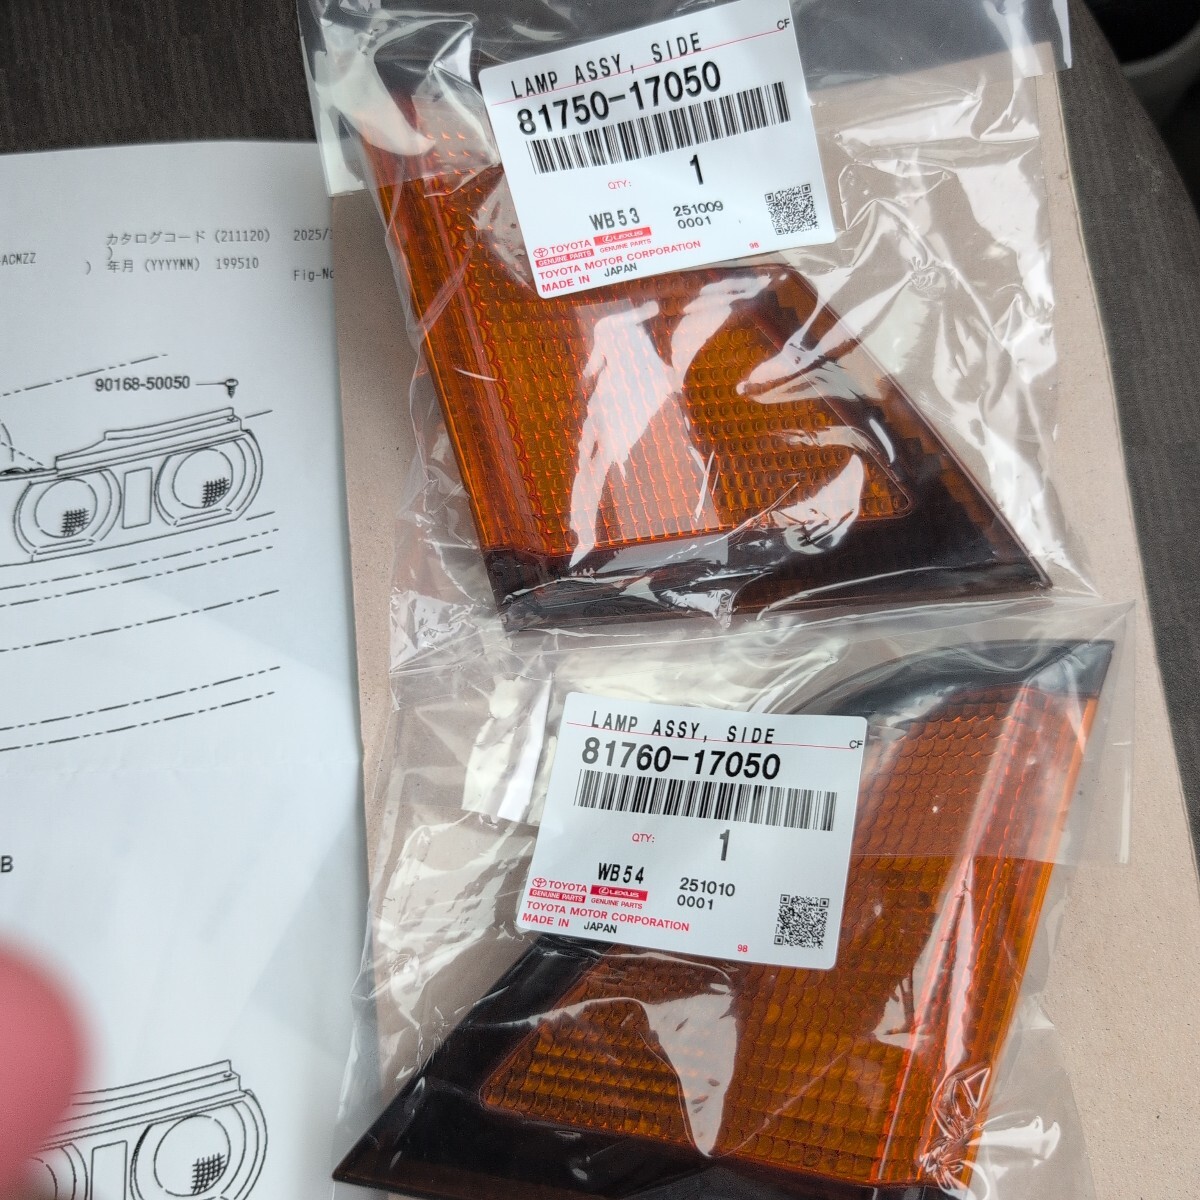 LAMP ASSY, SIDE
CF
81750-17050
QTY: 1
WB53 251009
0001
TOYOTA LEXUS
GENUINE PARTS GENUINE PARTS
TOYOTA MOTOR CORPORATION 98
MADE IN JAPAN
カタログコード (211120) 2025/1
ACMZZ )
) 年月 (YYYYMM) 199510
Fig-No
90168-50050
B
LAMP ASSY, SIDE
CF
81760-17050
QTY: 1
WB54 251010
0001
TOYOTA LEXUS
GENUINE PARTS GENUINE PARTS
TOYOTA MOTOR CORPORATION
MADE IN JAPAN 98